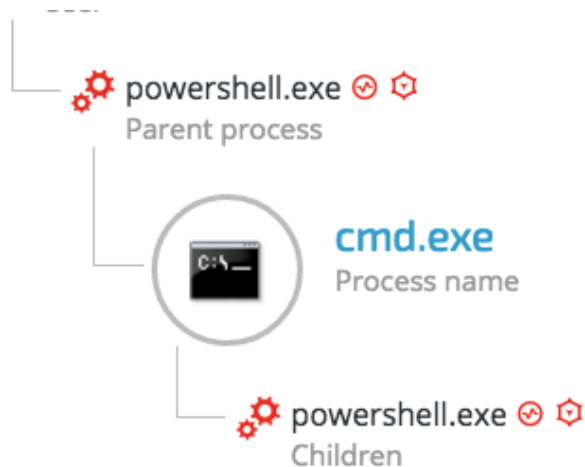 powershell.exe
Parent process
C:\_
cmd.exe
Process name
powershell.exe
Children